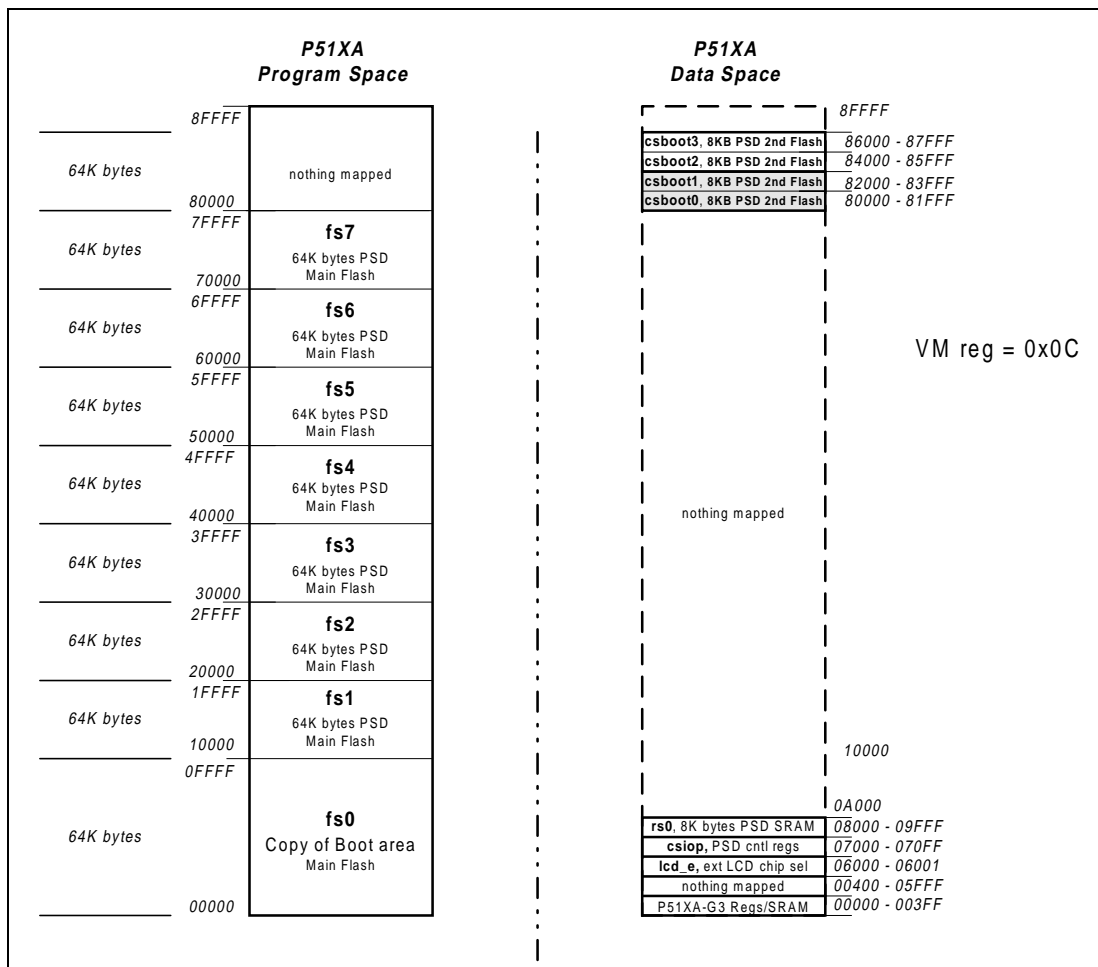 P51XA
Program Space
8FFFF
64K bytes
nothing mapped
80000
7FFFF
64K bytes
fs7
64K bytes PSD
Main Flash
70000
6FFFF
64K bytes
fs6
64K bytes PSD
Main Flash
60000
5FFFF
64K bytes
fs5
64K bytes PSD
Main Flash
50000
4FFFF
64K bytes
fs4
64K bytes PSD
Main Flash
40000
3FFFF
64K bytes
fs3
64K bytes PSD
Main Flash
30000
2FFFF
64K bytes
fs2
64K bytes PSD
Main Flash
20000
1FFFF
64K bytes
fs1
64K bytes PSD
Main Flash
10000
0FFFF
64K bytes
fs0
Copy of Boot area
Main Flash
00000
P51XA
Data Space
8FFFF
csboot3, 8KB PSD 2nd Flash 86000 - 87FFF
csboot2, 8KB PSD 2nd Flash 84000 - 85FFF
csboot1, 8KB PSD 2nd Flash 82000 - 83FFF
csboot0, 8KB PSD 2nd Flash 80000 - 81FFF
nothing mapped
10000
0A000
rs0, 8K bytes PSD SRAM 08000 - 09FFF
csiop, PSD cntl regs 07000 - 070FF
lcd_e, ext LCD chip sel 06000 - 06001
nothing mapped 00400 - 05FFF
P51XA-G3 Regs/SRAM 00000 - 003FF
VM reg = 0x0C